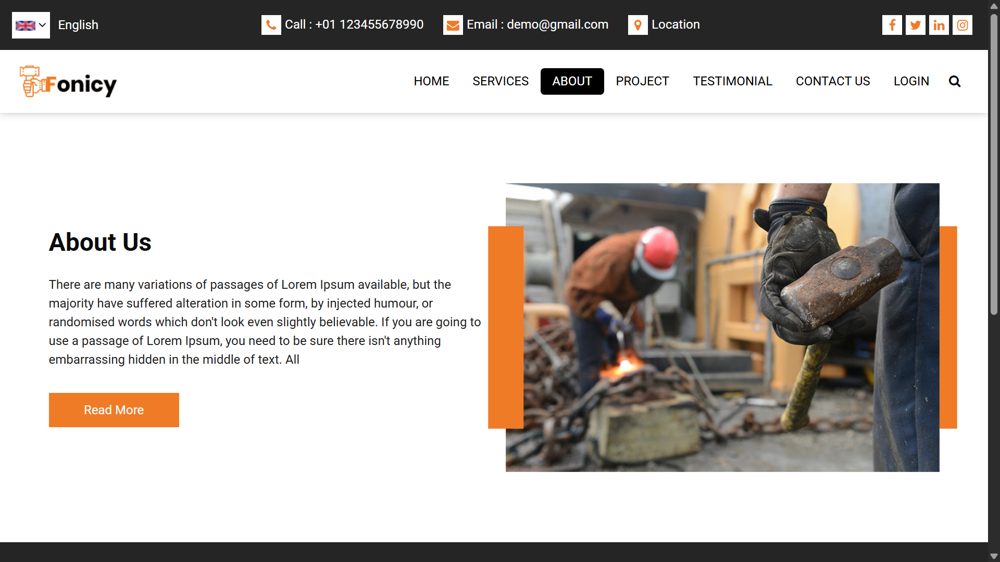 English
Call : +01 123455678990
Email : demo@gmail.com
Location
Fonicy
HOME
SERVICES
ABOUT
PROJECT
TESTIMONIAL
CONTACT US
LOGIN
About Us
There are many variations of passages of Lorem Ipsum available, but the
majority have suffered alteration in some form, by injected humour, or
randomised words which don't look even slightly believable. If you are going to
use a passage of Lorem Ipsum, you need to be sure there isn't anything
embarrassing hidden in the middle of text. All
Read More